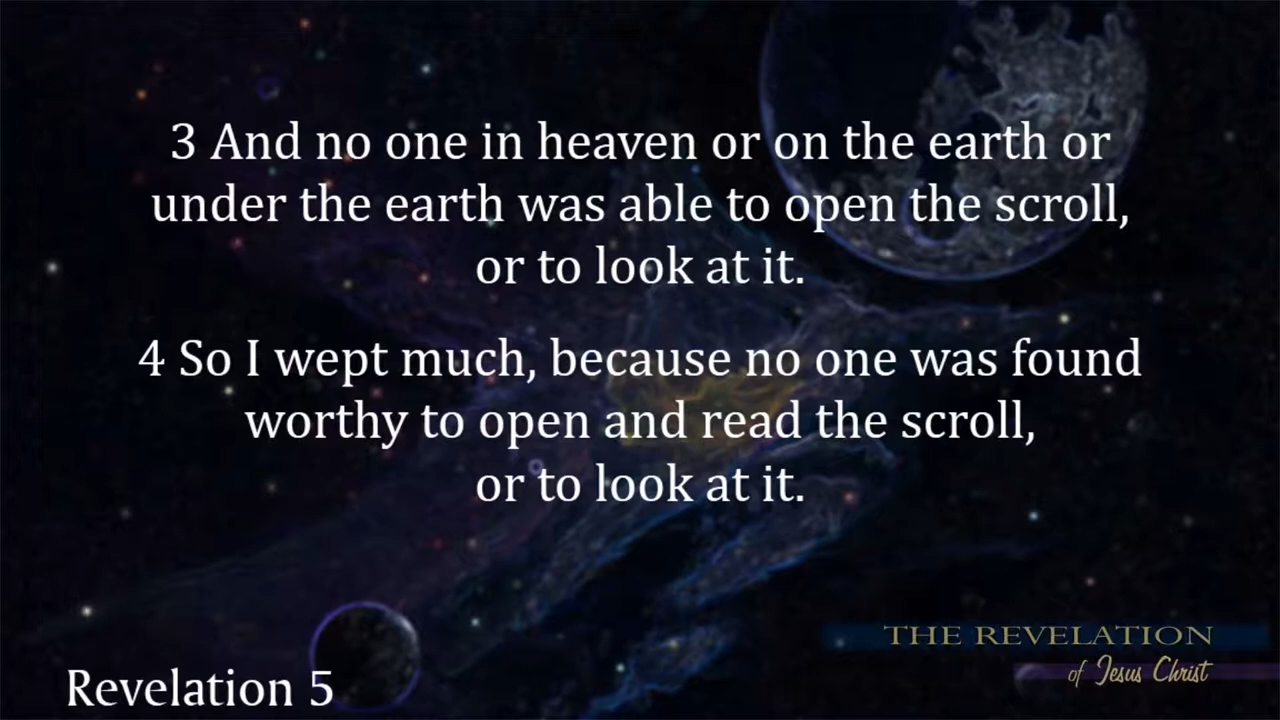 3 And no one in heaven or on the earth or
under the earth was able to open the scroll,
or to look at it.
4 So I wept much, because no one was found
worthy to open and read the scroll,
or to look at it.
THE REVELATION
of Jesus Christ
Revelation 5